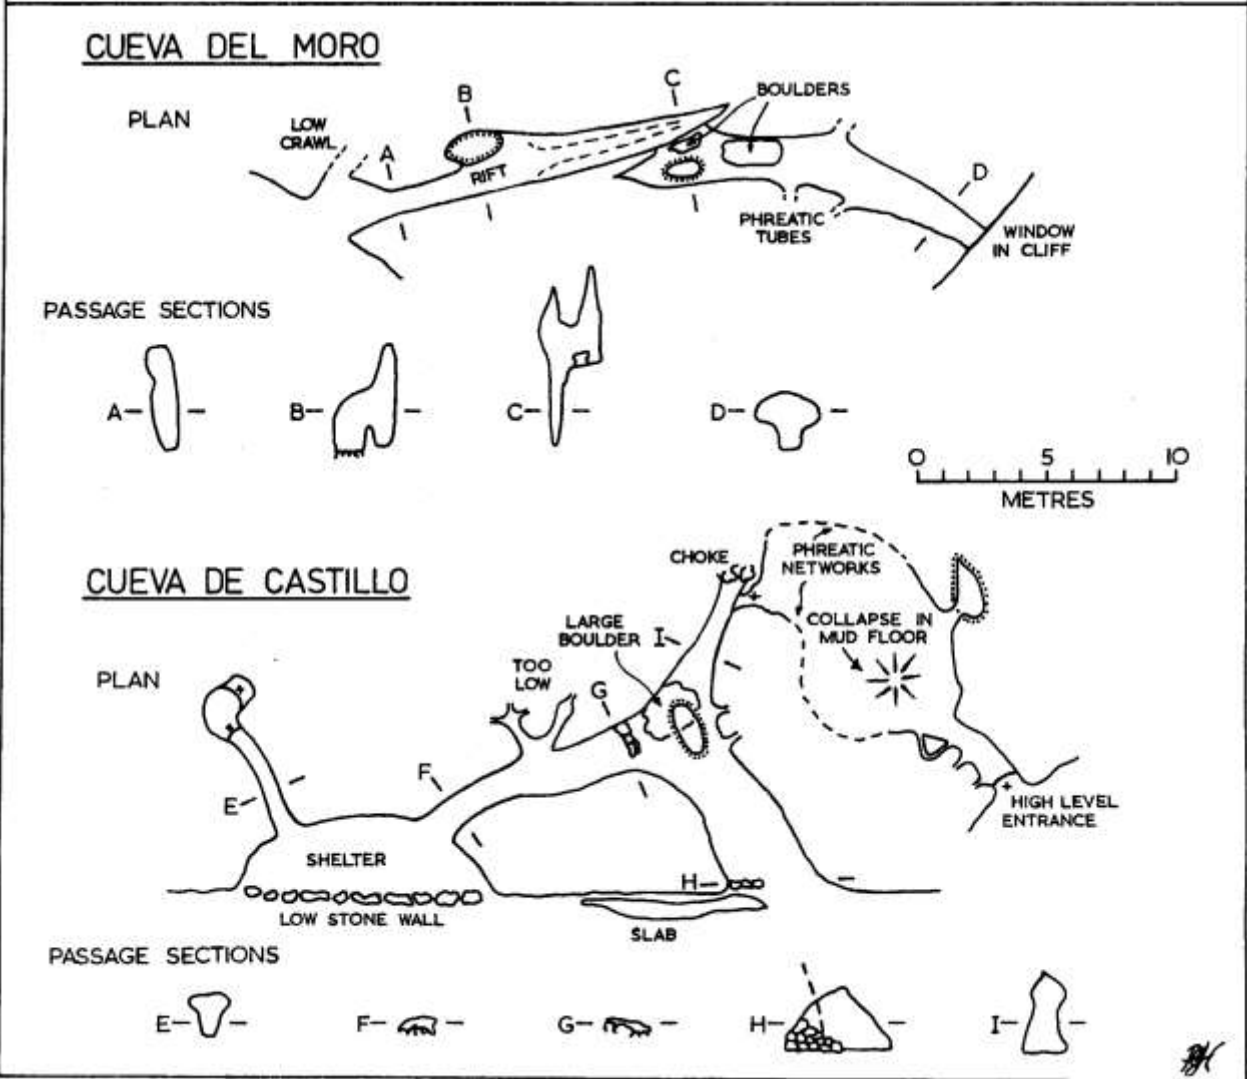 CUEVA DEL MORO
PLAN
LOW
CRAWL
A
B
C
BOULDERS
RIFT
D
PHREATIC
TUBES
WINDOW
IN CLIFF
PASSAGE SECTIONS
A
B
C
D
0 5 10
METRES
CUEVA DE CASTILLO
PLAN
CHOKE
PHREATIC
NETWORKS
LARGE
BOULDER
I
COLLAPSE IN
MUD FLOOR
TOO
LOW
G
F
E
HIGH LEVEL
ENTRANCE
SHELTER
H
LOW STONE WALL
SLAB
PASSAGE SECTIONS
E
F
G
H
I